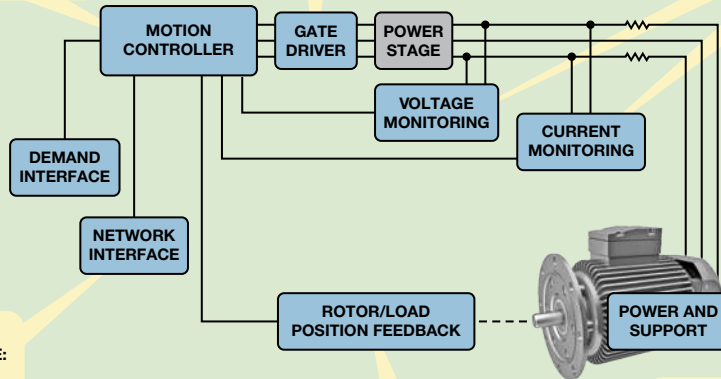 MOTION
CONTROLLER
GATE
DRIVER
POWER
STAGE
VOLTAGE
MONITORING
CURRENT
MONITORING
DEMAND
INTERFACE
NETWORK
INTERFACE
ROTOR/LOAD
POSITION FEEDBACK
POWER AND
SUPPORT